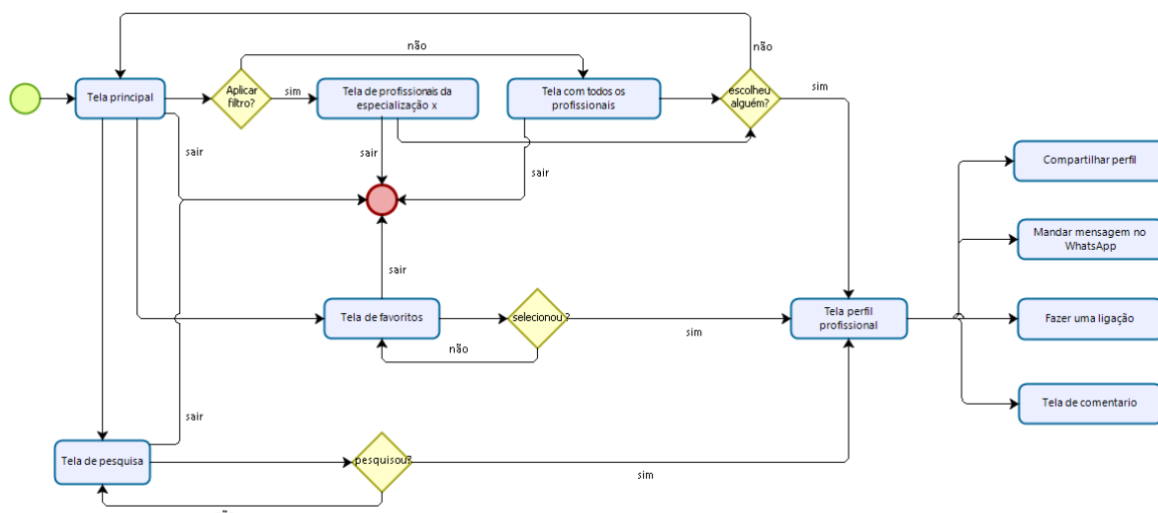 não
não
Tela principal
Aplicar
filtro?
sim
Tela de profissionais da
especialização x
Tela com todos os
profissionais
escolheu
alguém?
sim
sair
sair
sair
Compartilhar perfil
Mandar mensagem no
WhatsApp
sair
Tela de favoritos
selecionou ?
sim
não
Tela perfil
profissional
Fazer uma ligação
Tela de comentario
sair
Tela de pesquisa
pesquisou?
sim